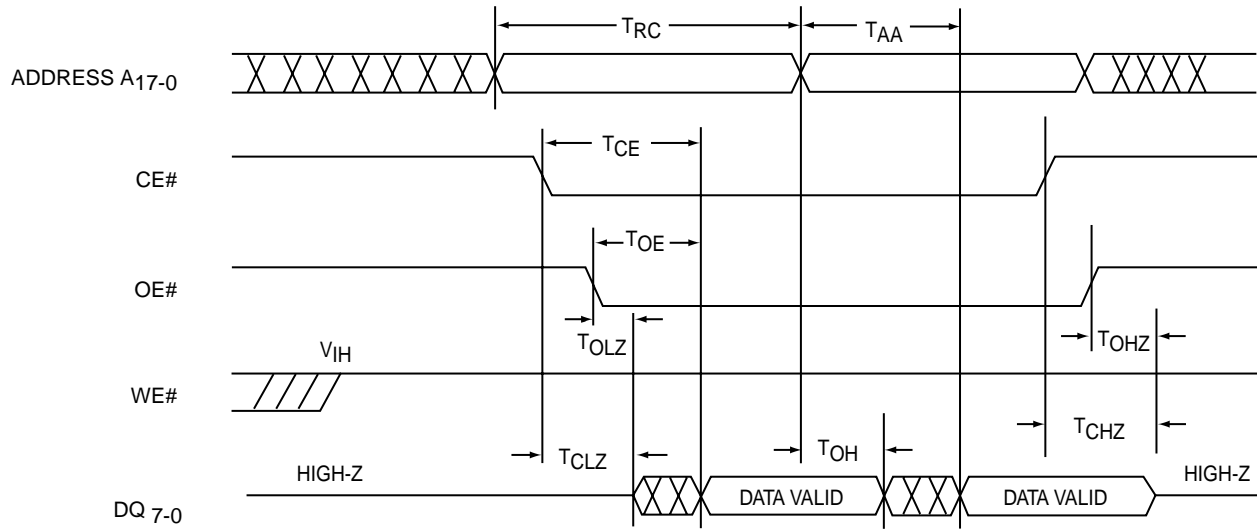 TRC
TAA
ADDRESS A17-0
TCE
CE#
TOE
OE#
TOLZ
TOHZ
VIH
WE#
TCLZ
TOH
TCHZ
HIGH-Z
HIGH-Z
DATA VALID
DATA VALID
DQ 7-0